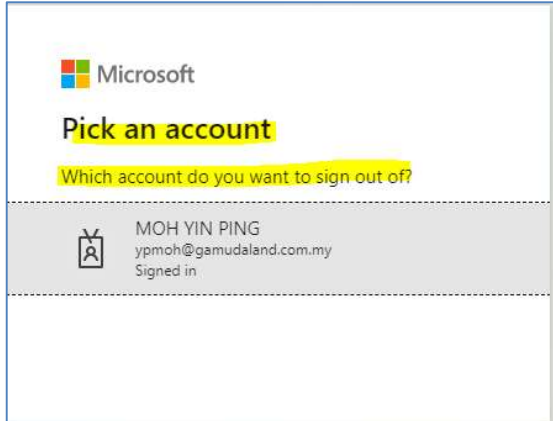 Microsoft
Pick an account
Which account do you want to sign out of?
MOH YIN PING
ypmoh@gamudaland.com.my
Signed in